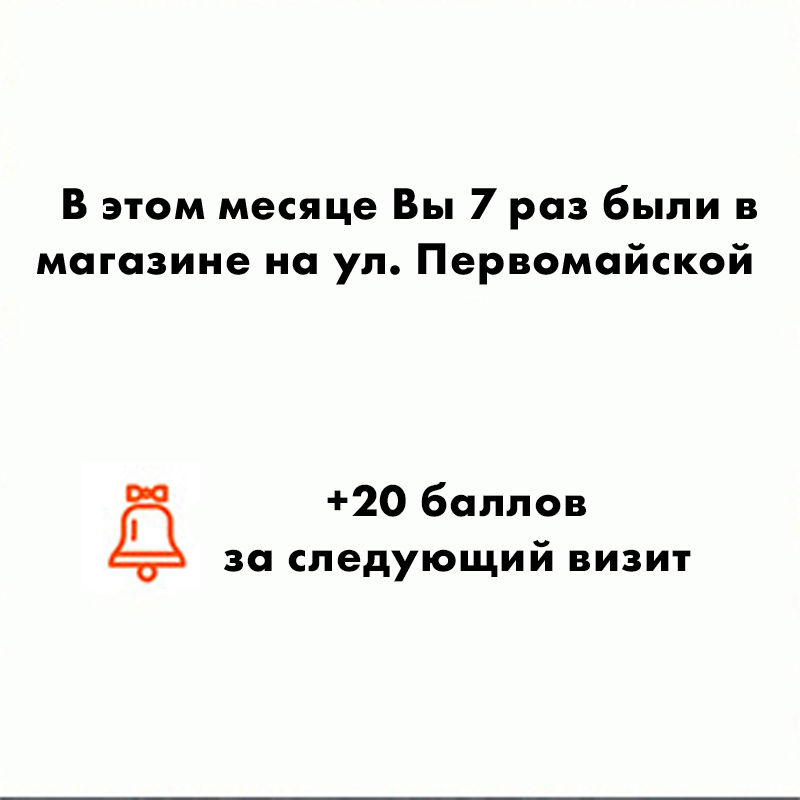 В этом месяце Вы 7 раз были в
магазине на ул. Первомайской
+20 баллов
за следующий визит